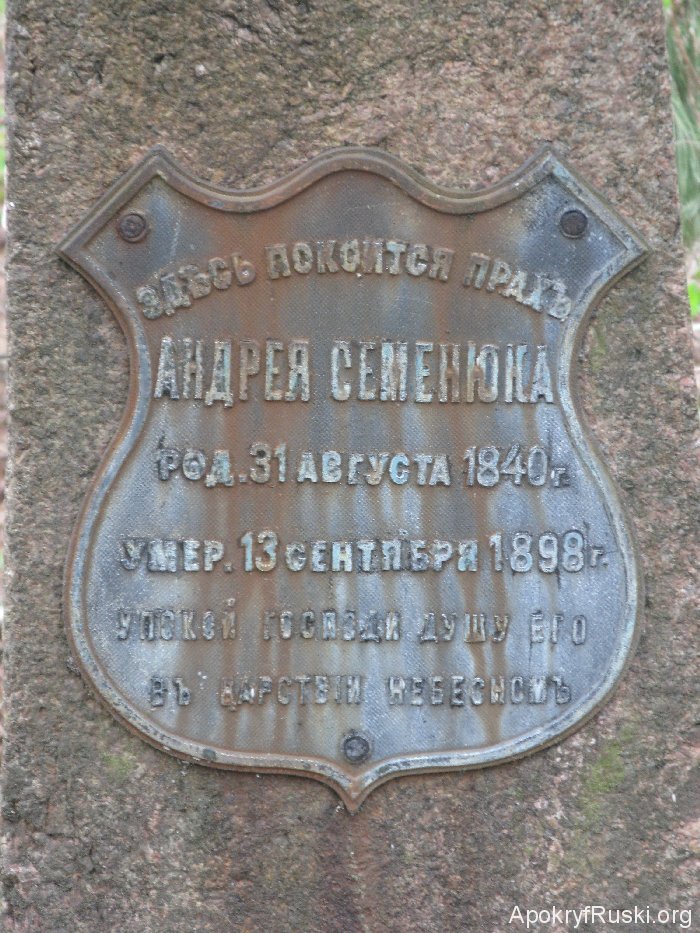 ЗДѢСЬ ПОКОИТСЯ ПРАХЪ
АНДРЕЯ СЕМЕНЮКА
РОД. 31 АВГУСТА 1840 г.
УМЕР. 13 СЕНТЯБРЯ 1898 г.
УПОКОЙ ГОСПОДИ ДУШУ ЕГО
ВЪ ЦАРСТВІИ НЕБЕСНОМЪ
ApokryfRuski.org